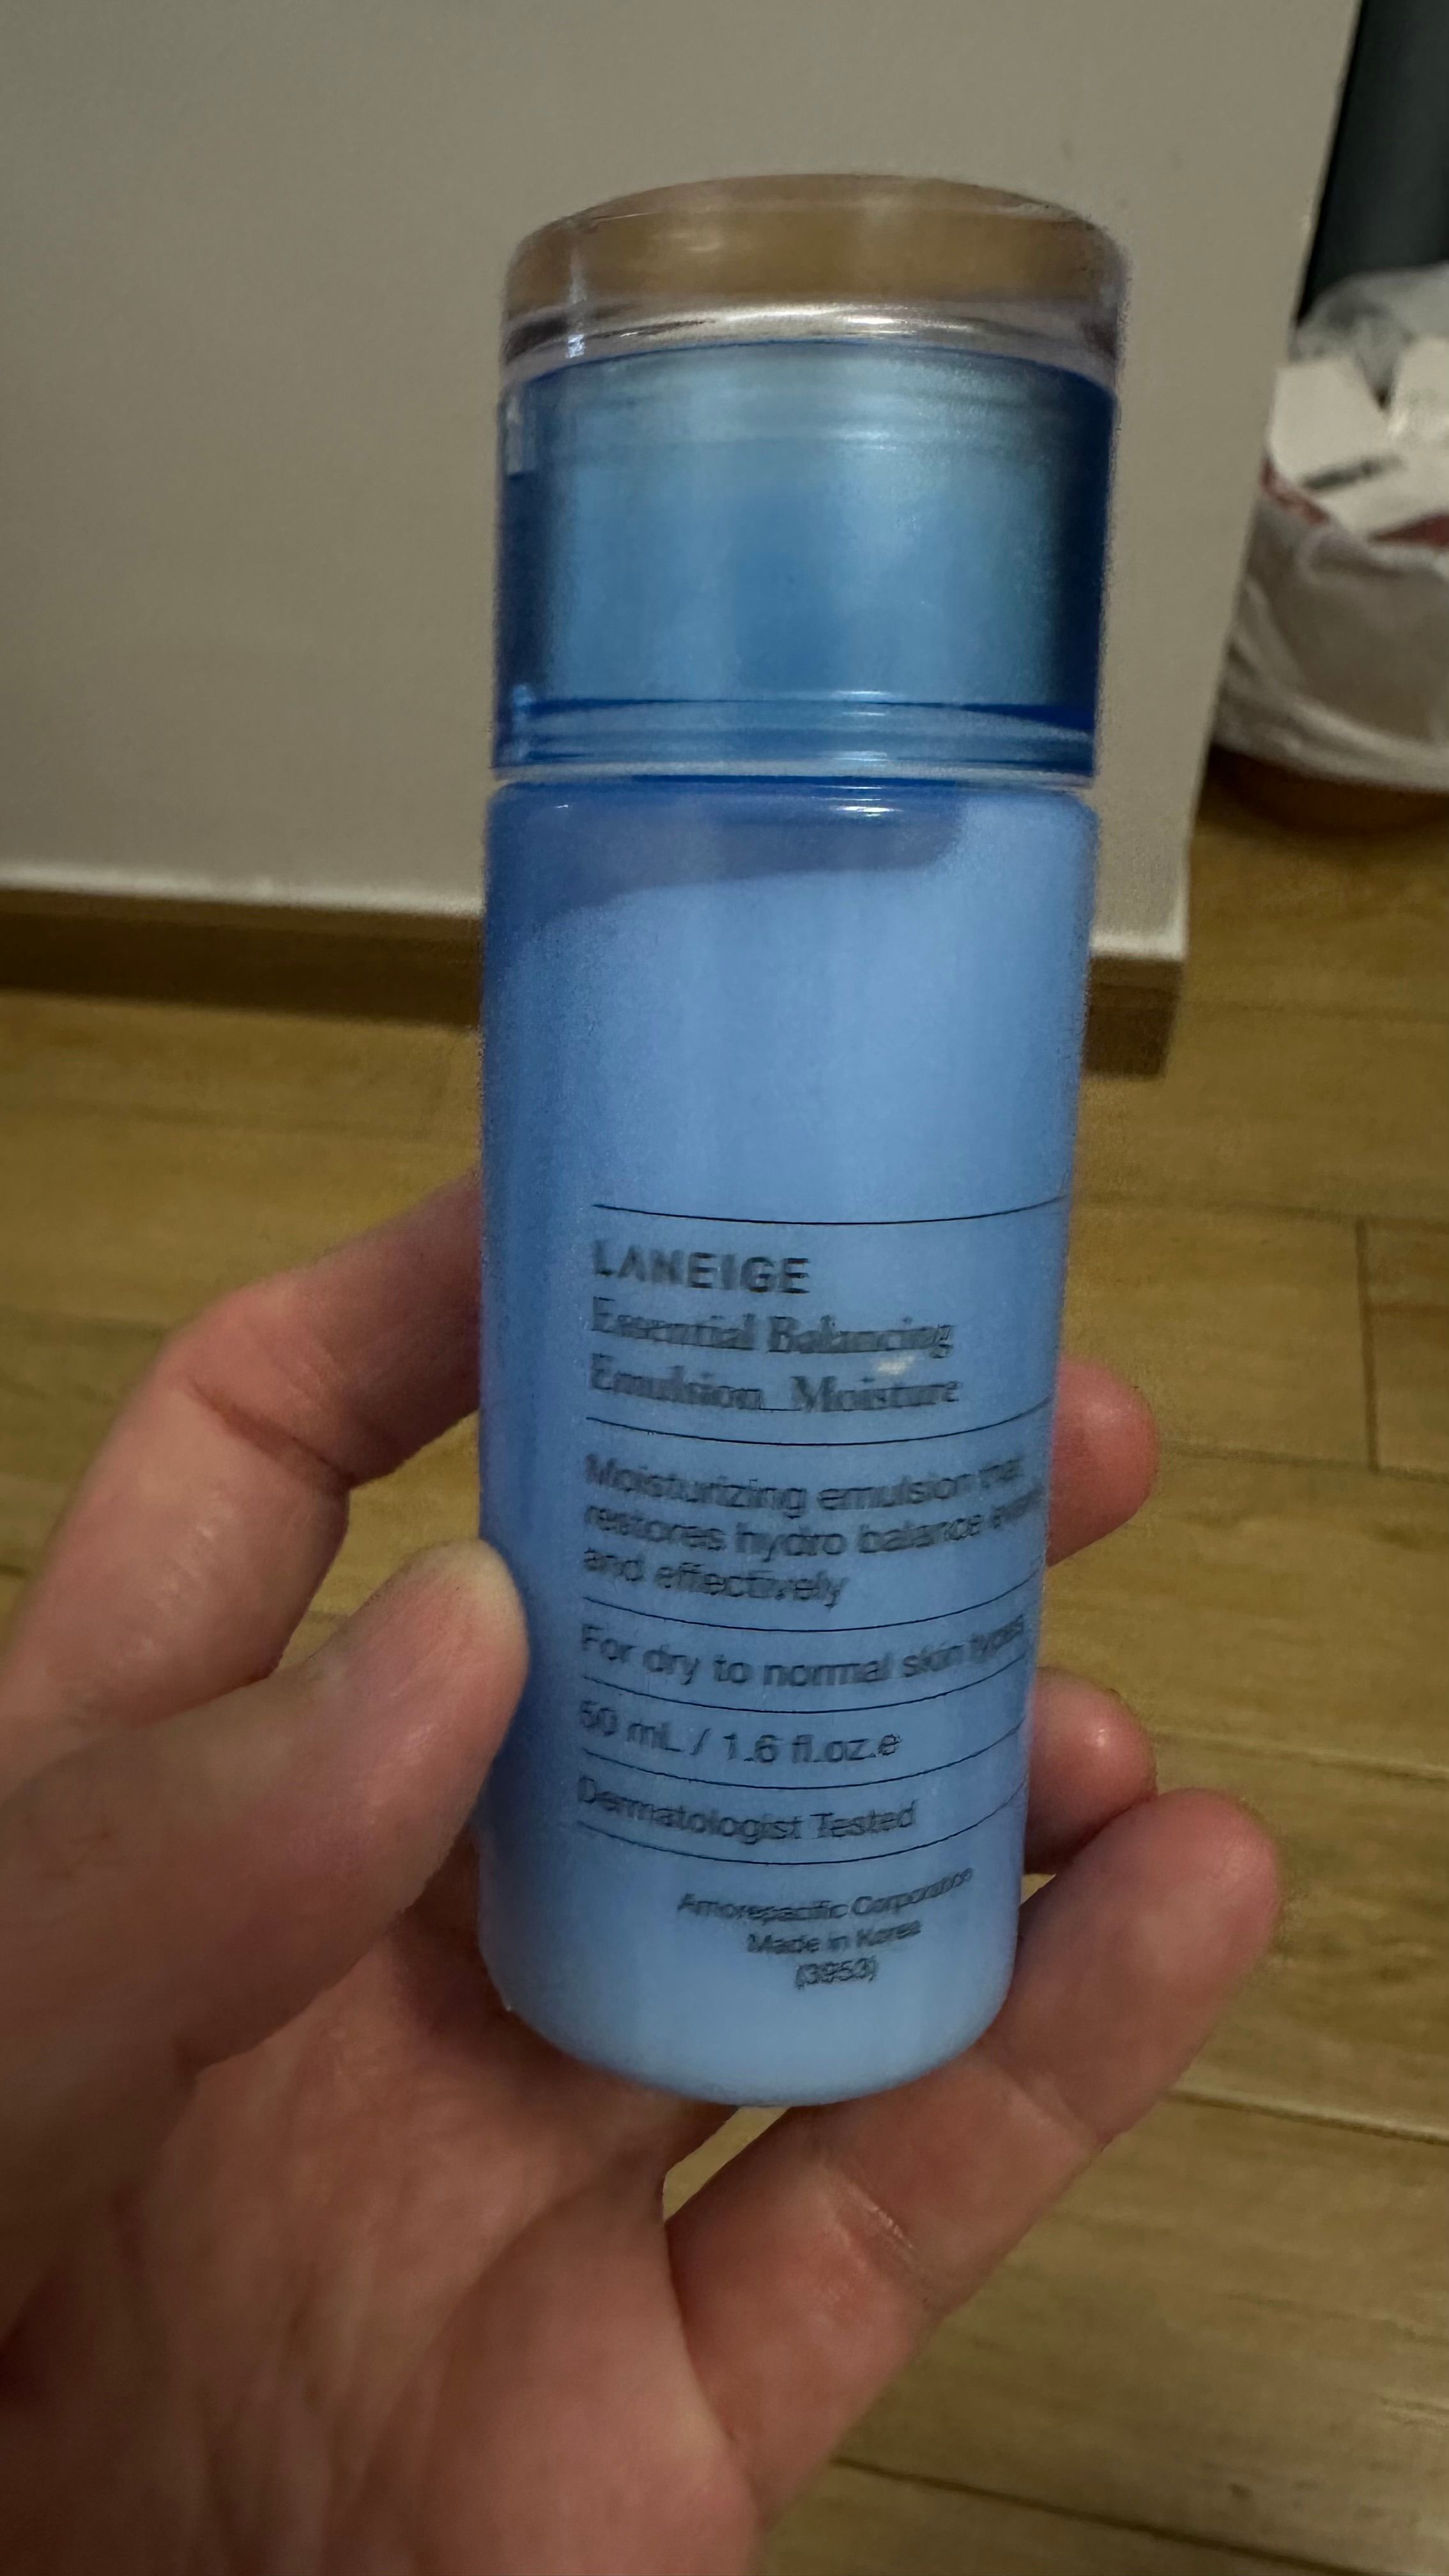 LANEIGE
Essential Balancing
Emulsion_Moisture
Moisturizing emulsion that
restores hydro balance
and effectively
For dry to normal skin types
50 mL / 1.6 fl.oz.e
Dermatologist Tested
Amorepacific Corporation
Made in Korea
(3953)